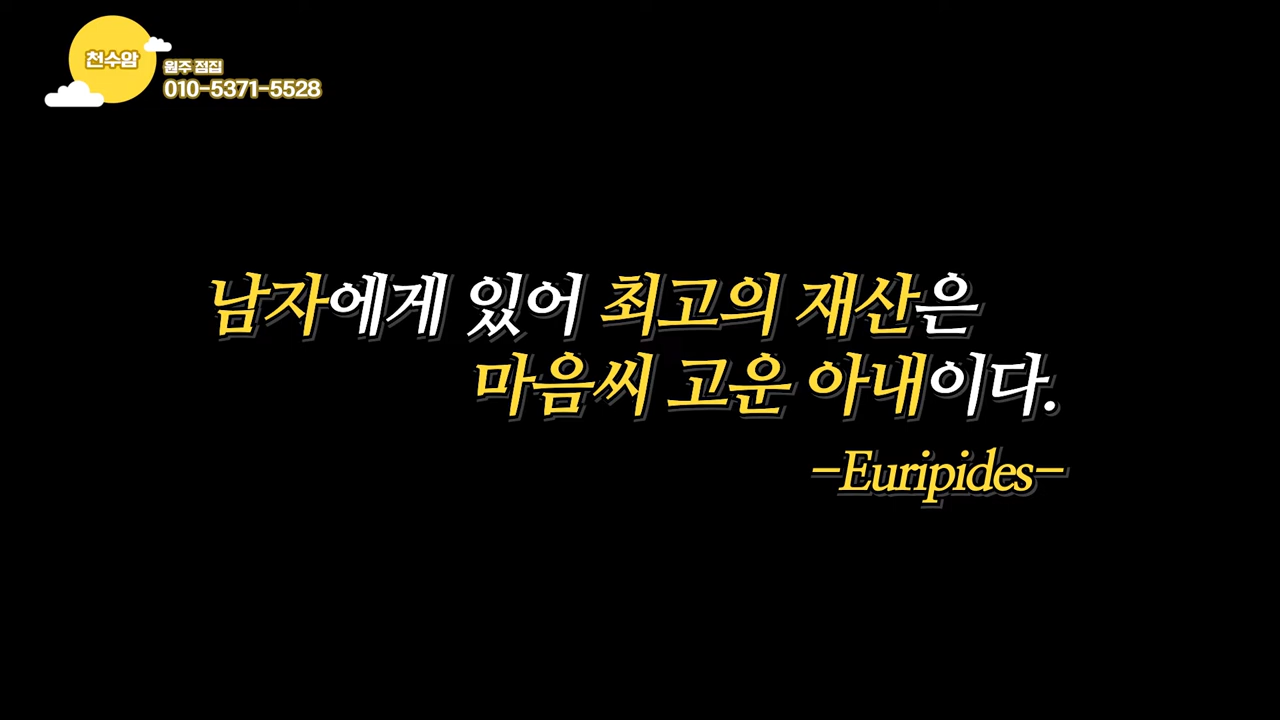 천수암
원주 점집
010-5371-5528
남자에게 있어 최고의 재산은
마음씨 고운 아내이다.
-Euripides-